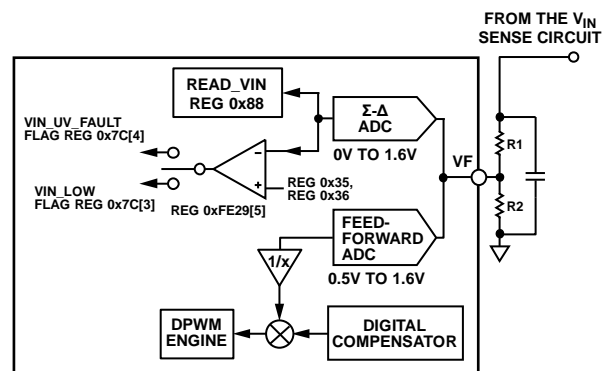 FROM THE VIN
SENSE CIRCUIT
READ_VIN
REG 0x88
Σ-Δ
ADC
0V TO 1.6V
VIN_UV_FAULT
FLAG REG 0x7C[4]
VF
R1
–
+
REG 0x35,
REG 0x36
VIN_LOW
FLAG REG 0x7C[3]
REG 0xFE29[5]
R2
FEED-
FORWARD
ADC
0.5V TO 1.6V
1/x
DPWM
ENGINE
DIGITAL
COMPENSATOR